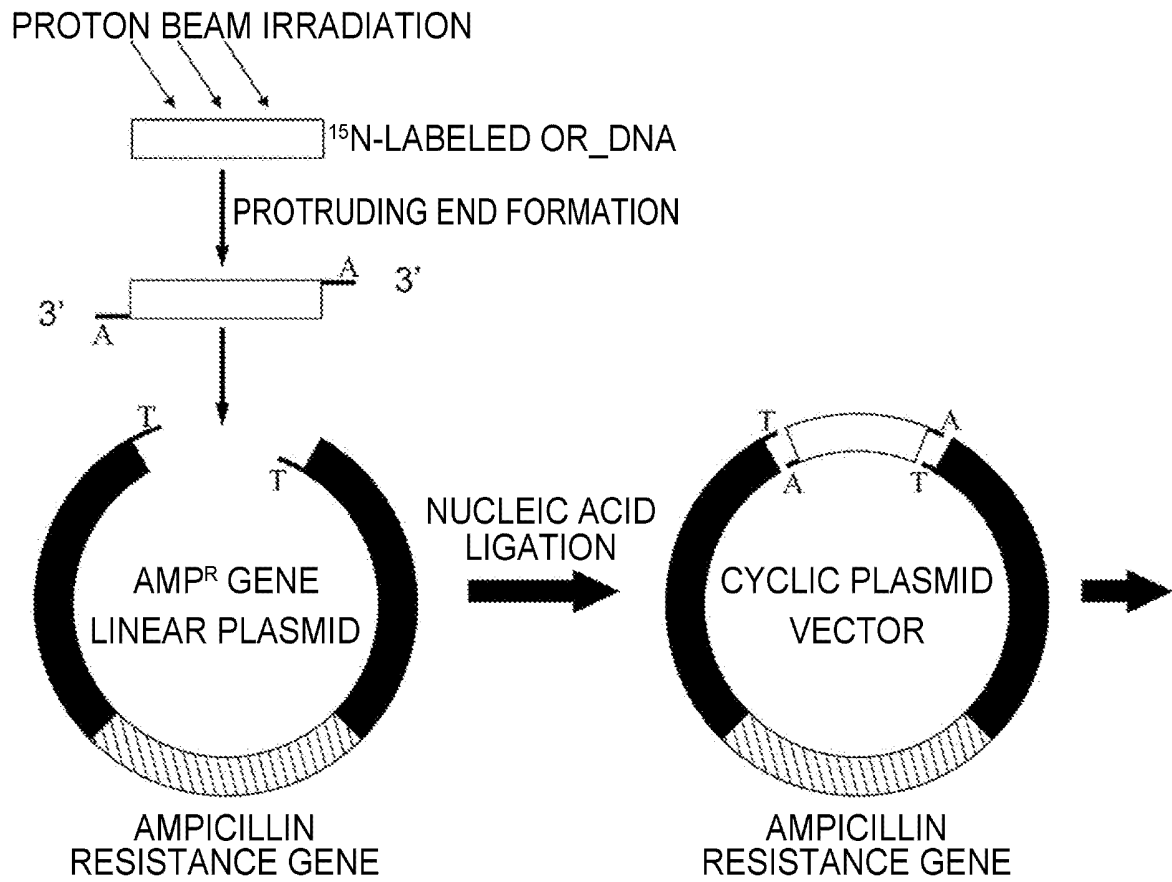 PROTON BEAM IRRADIATION
¹⁵N-LABELED OR_DNA
PROTRUDING END FORMATION
A
3'
3'
A
T
T
AMPᴿ GENE
LINEAR PLASMID
AMPICILLIN
RESISTANCE GENE
NUCLEIC ACID
LIGATION
T
A
A
T
CYCLIC PLASMID
VECTOR
AMPICILLIN
RESISTANCE GENE